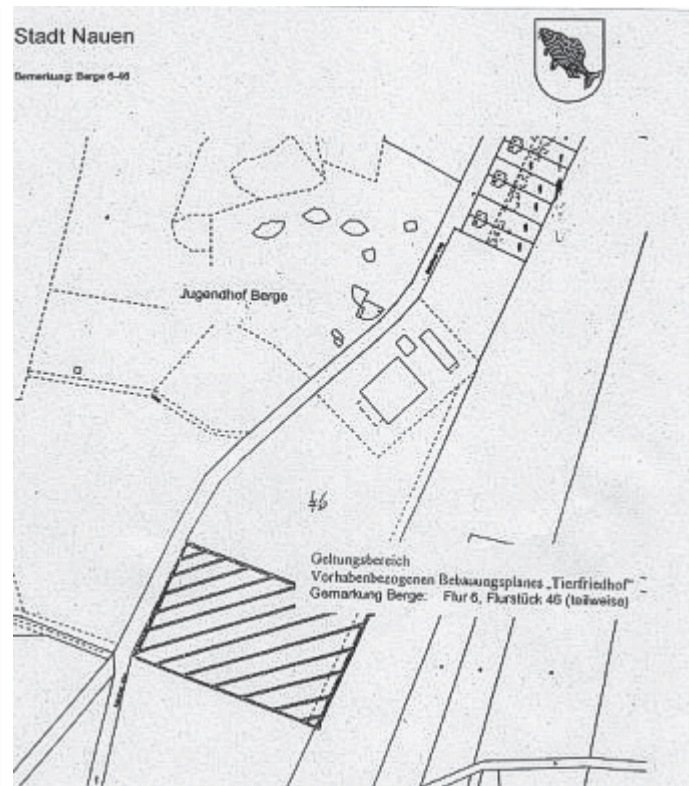 Stadt Nauen
Bemerkung: Berge 6-46
Jugendhof Berge
46
Geltungsbereich
Vorhabenbezogenen Bebauungsplanes „Tierfriedhof"
Gemarkung Berge: Flur 6, Flurstück 46 (teilweise)